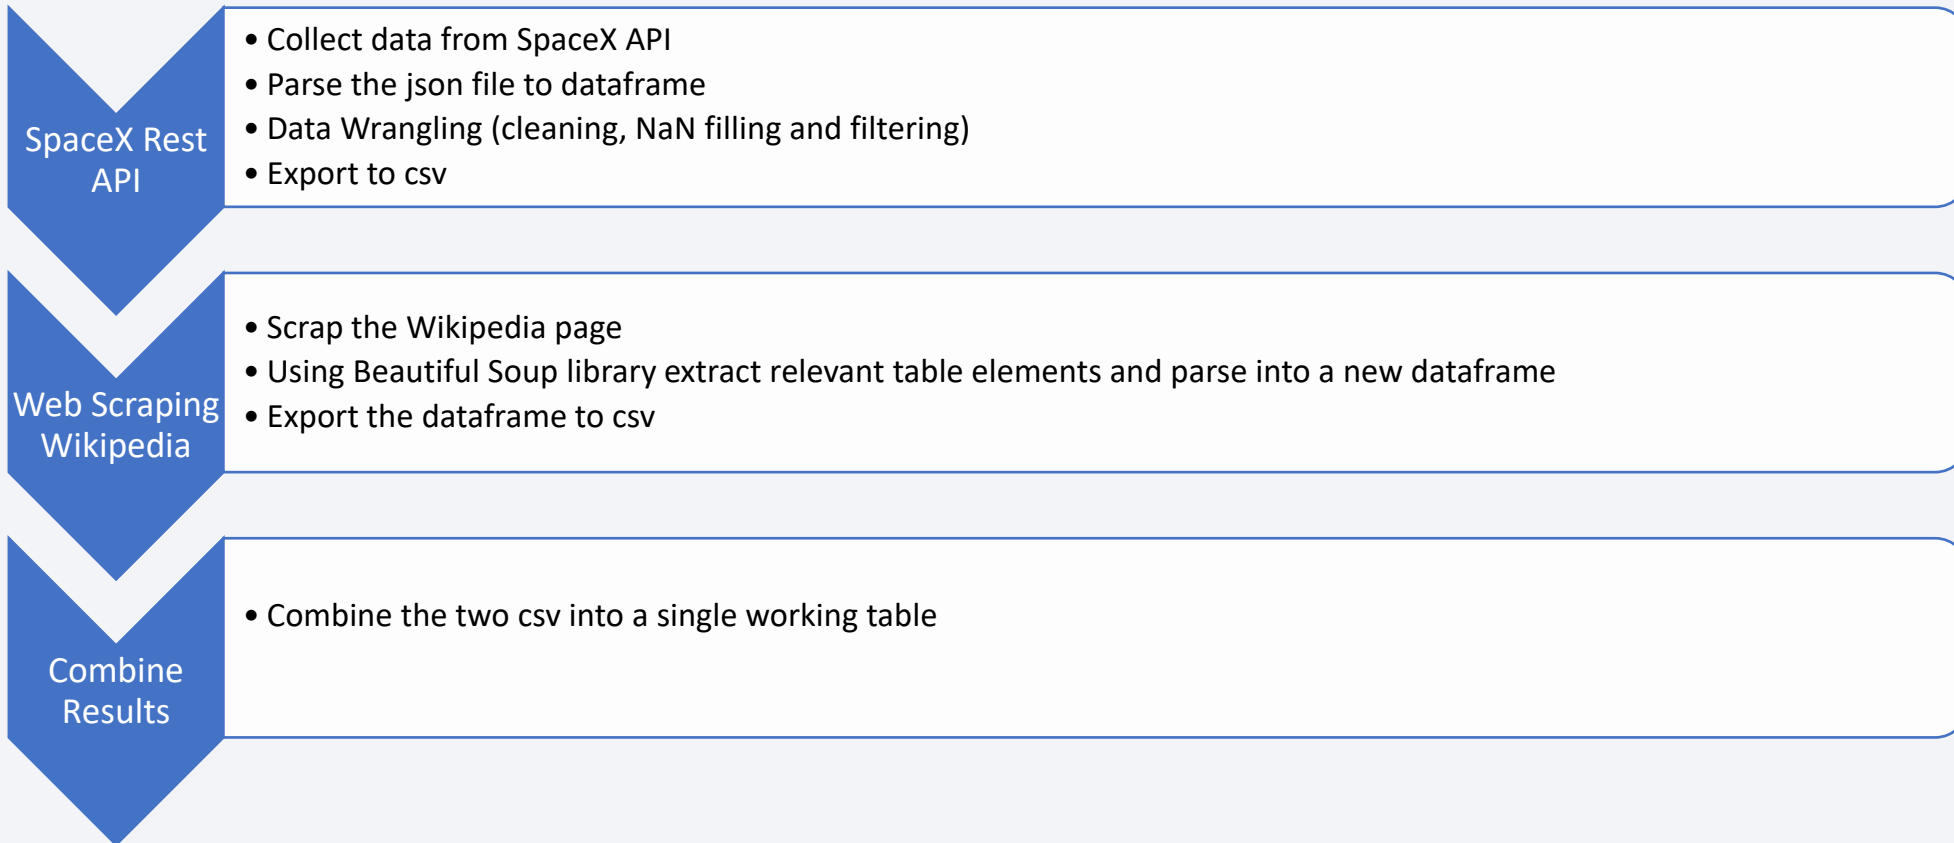 SpaceX Rest
API
• Collect data from SpaceX API
• Parse the json file to dataframe
• Data Wrangling (cleaning, NaN filling and filtering)
• Export to csv
Web Scraping
Wikipedia
• Scrap the Wikipedia page
• Using Beautiful Soup library extract relevant table elements and parse into a new dataframe
• Export the dataframe to csv
Combine
Results
• Combine the two csv into a single working table